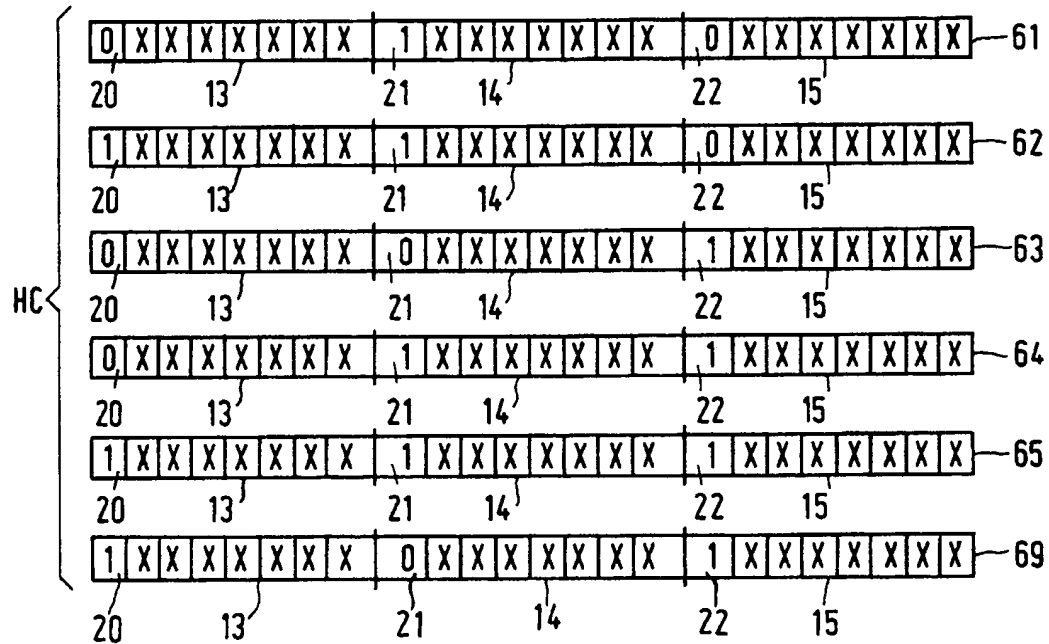 0 X X X X X X X 1 X X X X X X X 0 X X X X X X X 61
20 13 21 14 22 15
1 X X X X X X X 1 X X X X X X X 0 X X X X X X X 62
20 13 21 14 22 15
0 X X X X X X X 0 X X X X X X X 1 X X X X X X X 63
HC
20 13 21 14 22 15
0 X X X X X X X 1 X X X X X X X 1 X X X X X X X 64
20 13 21 14 22 15
1 X X X X X X X 1 X X X X X X X 1 X X X X X X X 65
20 13 21 14 22 15
1 X X X X X X X 0 X X X X X X X 1 X X X X X X X 69
20 13 21 14 22 15